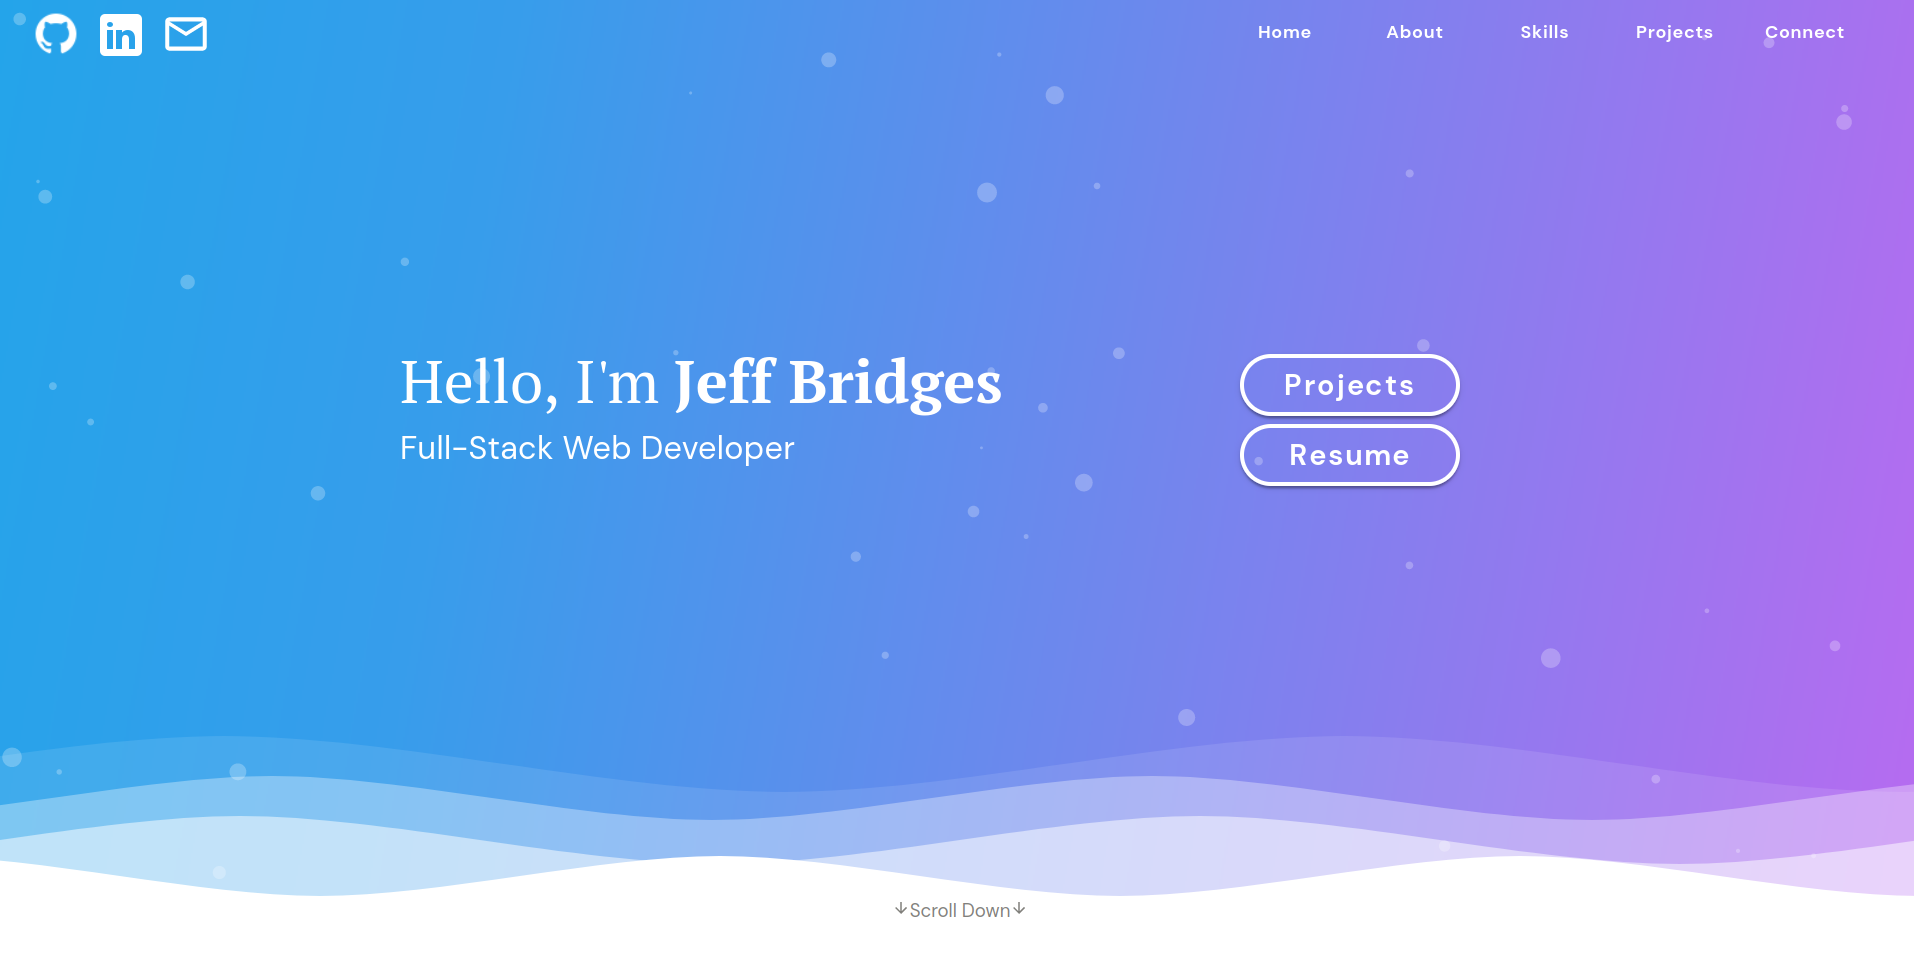 in
Home About Skills Projects Connect
Hello, I'm Jeff Bridges
Full-Stack Web Developer
Projects
Resume
↓Scroll Down↓